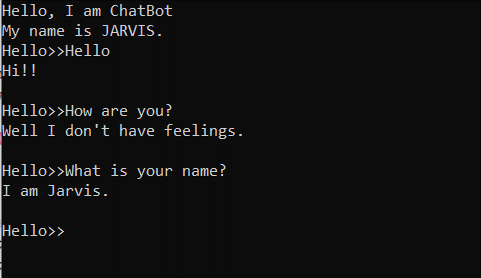 Hello, I am ChatBot
My name is JARVIS.
Hello>>Hello
Hi!!
Hello>>How are you?
Well I don't have feelings.
Hello>>What is your name?
I am Jarvis.
Hello>>